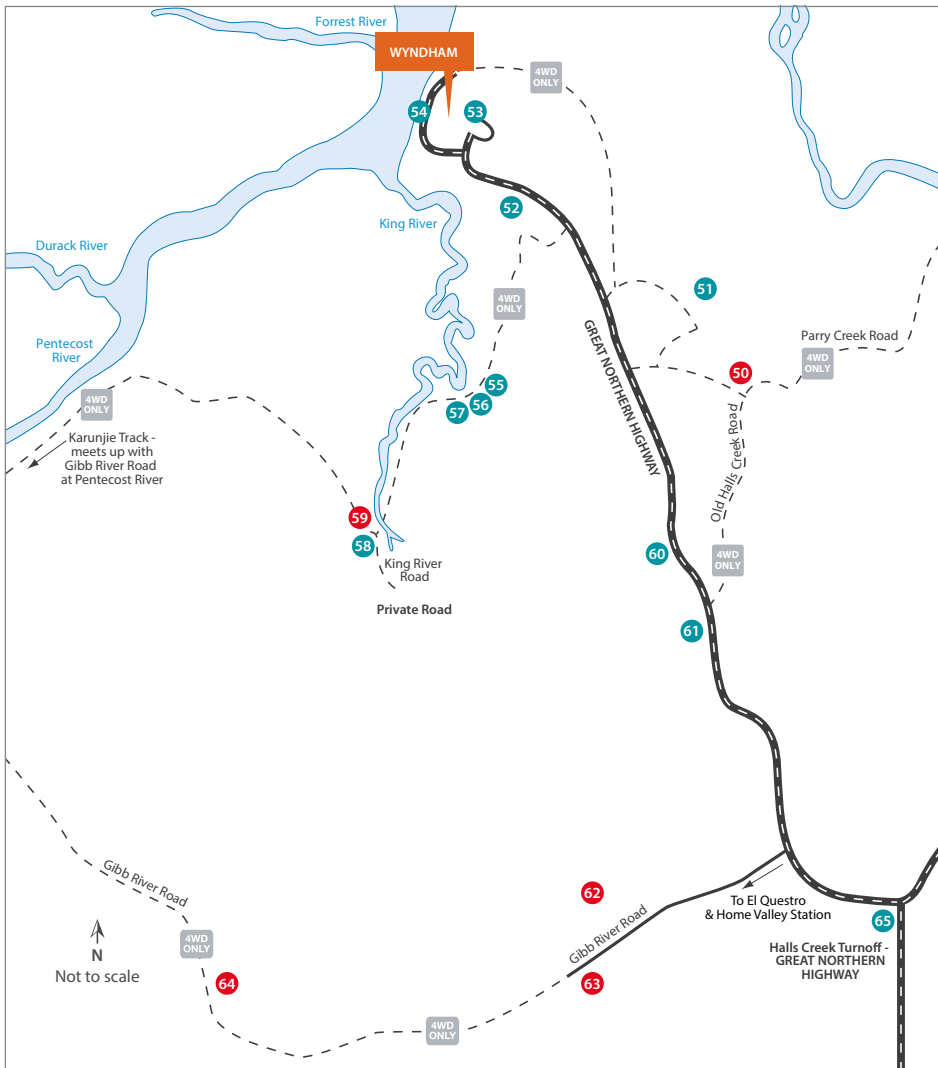 Forrest River
WYNDHAM
4WD
ONLY
54
53
52
King River
Durack River
51
4WD
ONLY
GREAT NORTHERN HIGHWAY
Parry Creek Road
Pentecost
River
50
4WD
ONLY
55
56
57
4WD
ONLY
Karunjie Track -
meets up with
Gibb River Road
at Pentecost River
Old Halls Creek Road
59
58
60
4WD
ONLY
King River
Road
Private Road
61
Gibb River Road
62
To El Questro
& Home Valley Station
65
Gibb River Road
Halls Creek Turnoff -
GREAT NORTHERN
HIGHWAY
N
Not to scale
4WD
ONLY
64
63
4WD
ONLY